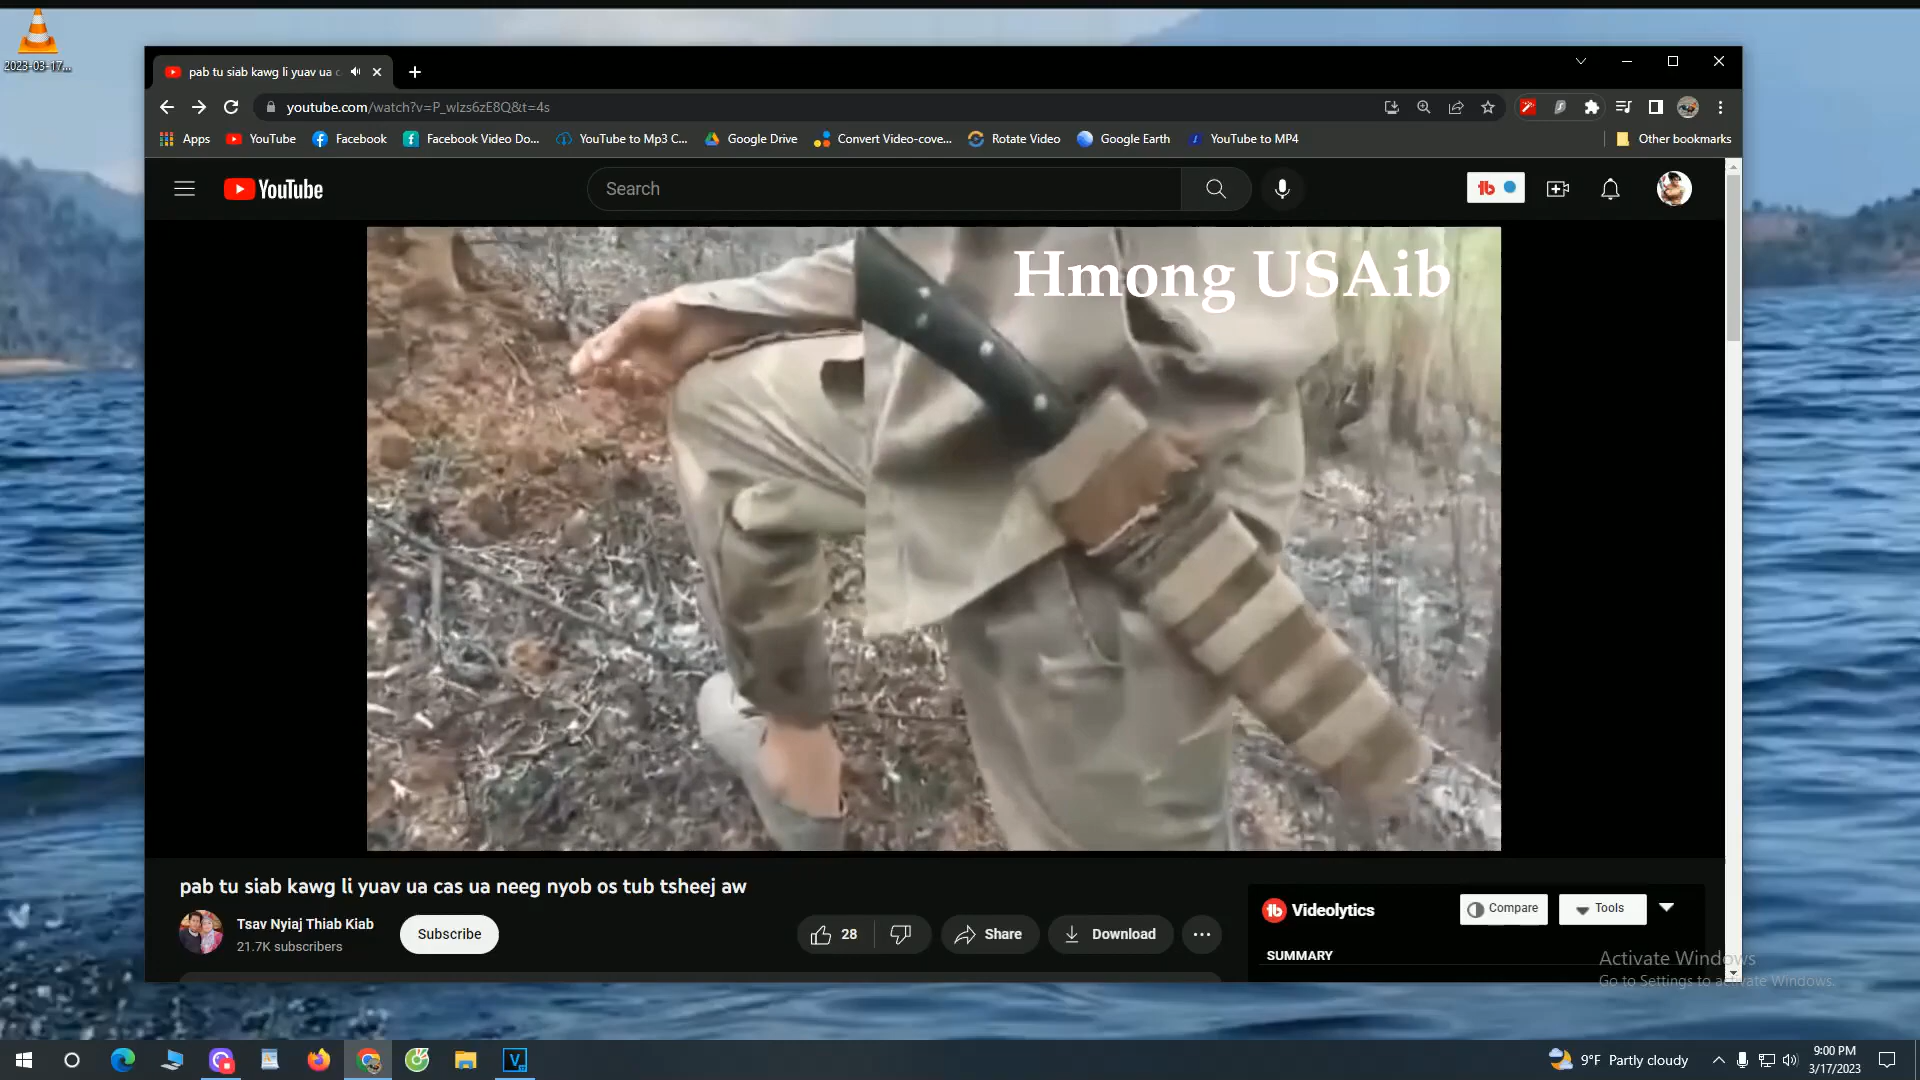 2023-03-17...
pab tu siab kawg li yuav ua c
youtube.com/watch?v=P_wlzs6zE8Q&t=4s
Apps YouTube Facebook Facebook Video Do... YouTube to Mp3 C... Google Drive Convert Video-cove... Rotate Video Google Earth YouTube to MP4 Other bookmarks
YouTube Search
Hmong USAib
pab tu siab kawg li yuav ua cas ua neeg nyob os tub tsheej aw
Tsav Nyiaj Thiab Kiab
21.7K subscribers
Subscribe
28 Share Download
Videolytics Compare Tools
SUMMARY
Activate Windows
Go to Settings to activate Windows.
9°F Partly cloudy
9:00 PM
3/17/2023